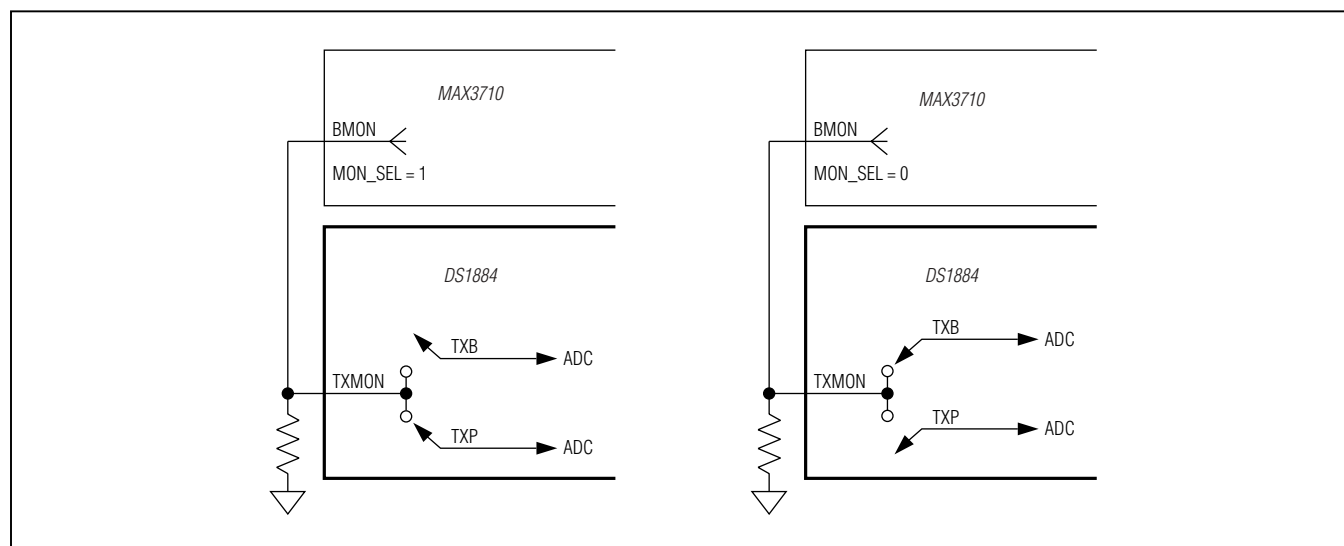 MAX3710
BMON
MON_SEL = 1
DS1884
TXB
ADC
TXMON
TXP
ADC
MAX3710
BMON
MON_SEL = 0
DS1884
TXB
ADC
TXMON
TXP
ADC